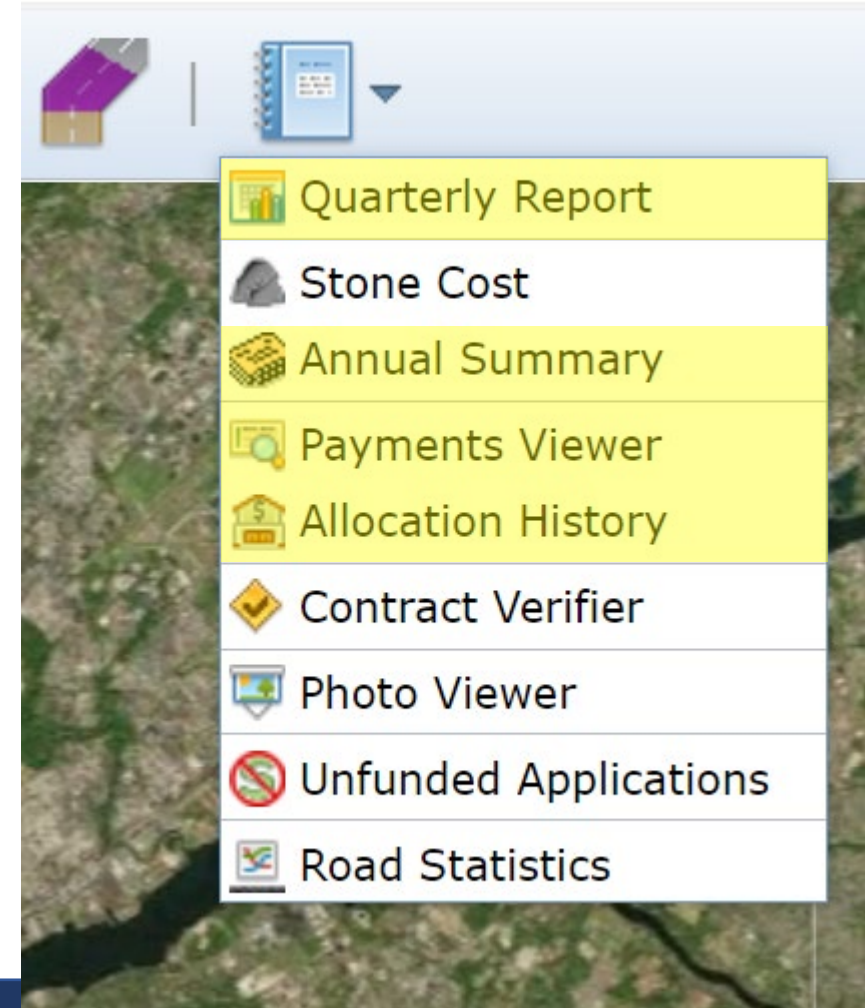 Quarterly Report
Stone Cost
Annual Summary
Payments Viewer
Allocation History
Contract Verifier
Photo Viewer
Unfunded Applications
Road Statistics